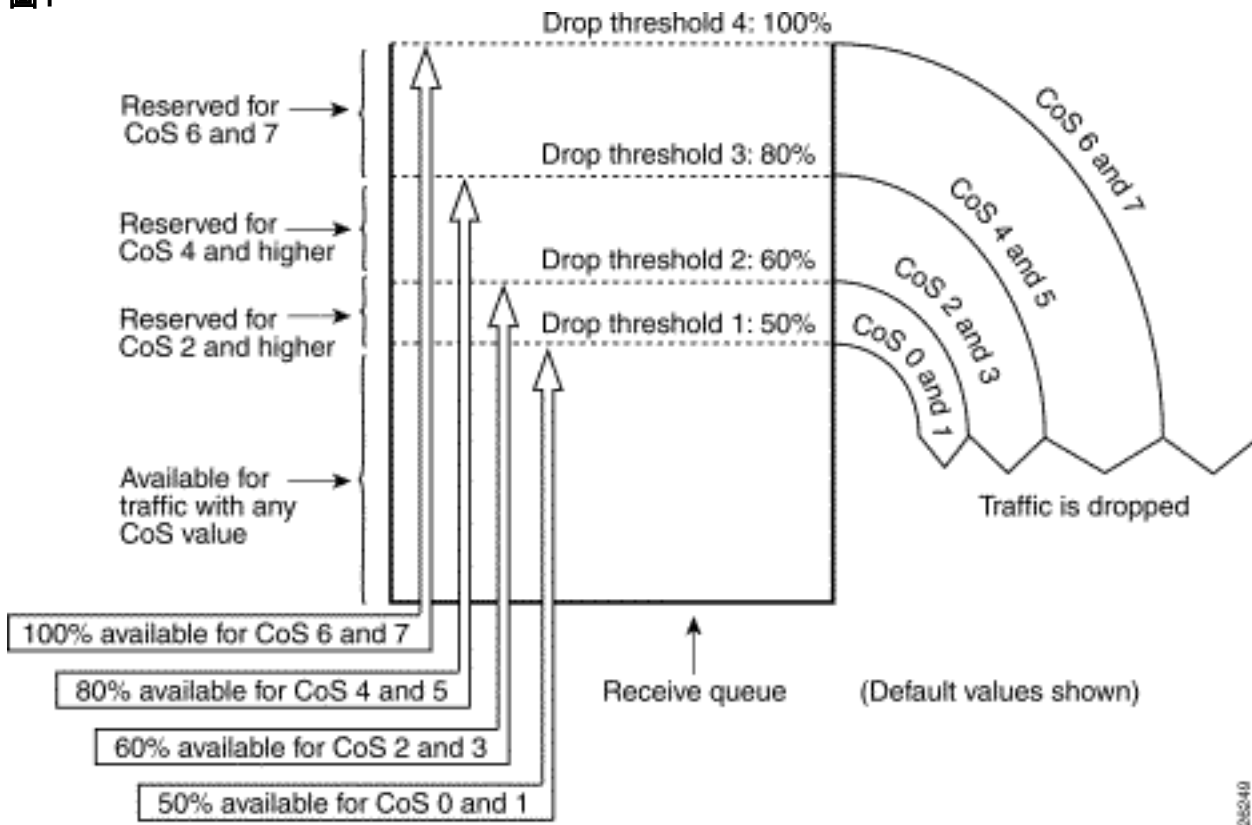 Drop threshold 4: 100%
Reserved for
CoS 6 and 7
CoS 6 and 7
Drop threshold 3: 80%
CoS 4 and 5
Reserved for
CoS 4 and higher
Drop threshold 2: 60%
CoS 2 and 3
Reserved for
CoS 2 and higher
Drop threshold 1: 50%
CoS 0 and 1
Available for
traffic with any
CoS value
Traffic is dropped
100% available for CoS 6 and 7
80% available for CoS 4 and 5
Receive queue
(Default values shown)
60% available for CoS 2 and 3
50% available for CoS 0 and 1
26249